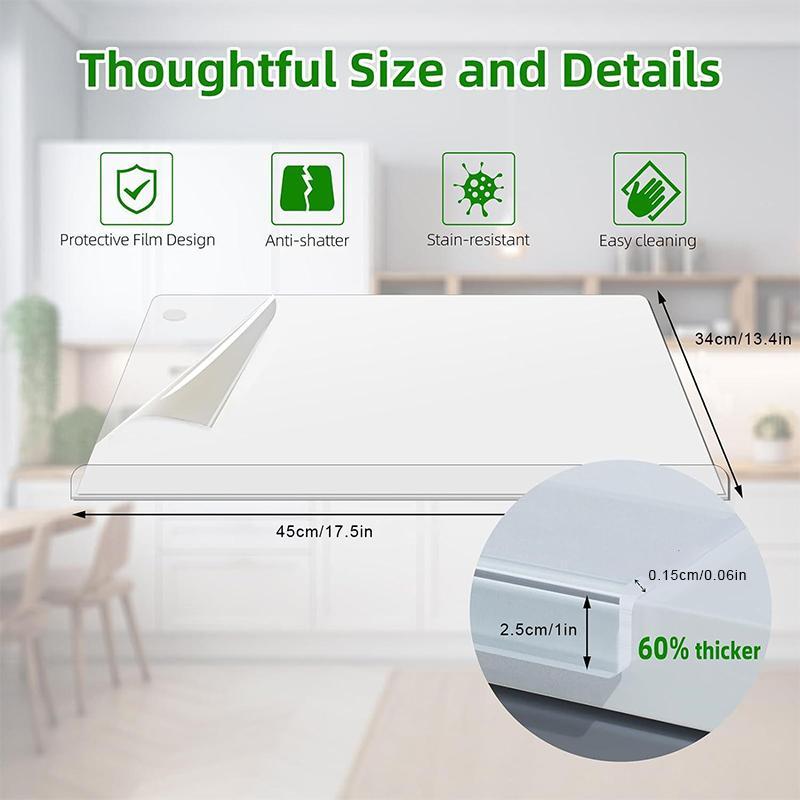 Thoughtful Size and Details
Protective Film Design
Anti-shatter
Stain-resistant
Easy cleaning
34cm/13.4in
45cm/17.5in
0.15cm/0.06in
2.5cm/1in
60% thicker